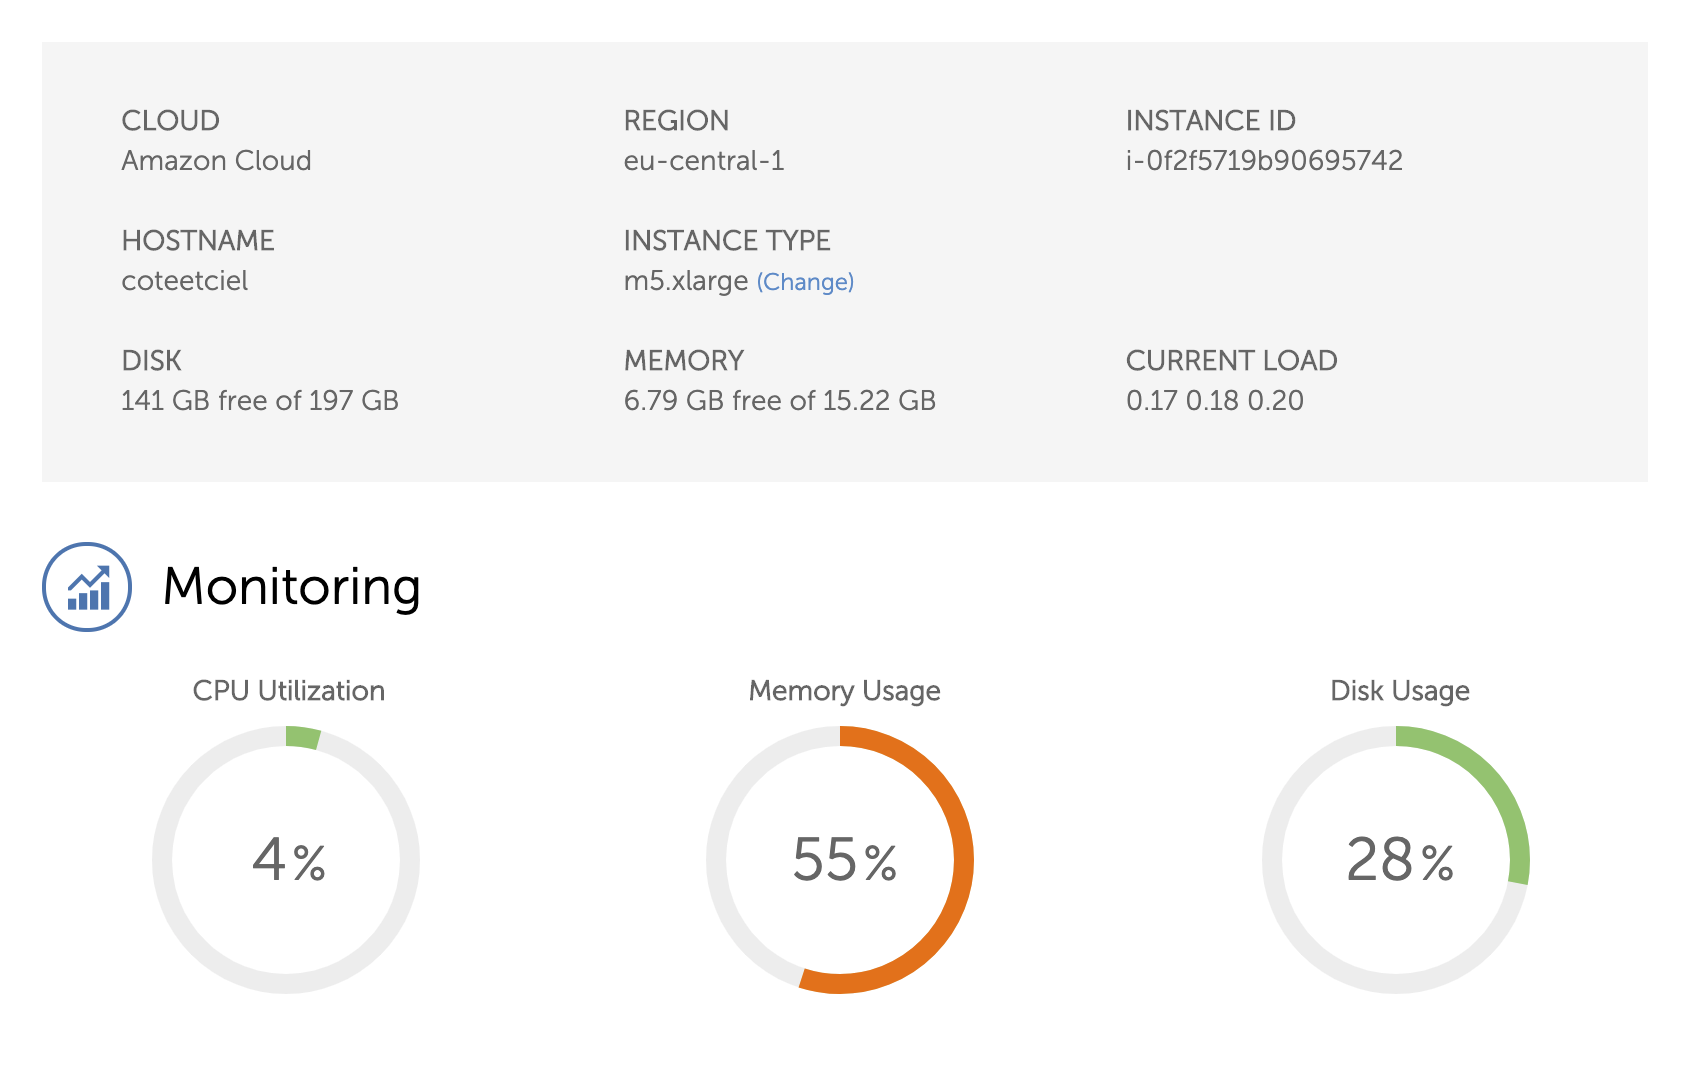 CLOUD
Amazon Cloud
REGION
eu-central-1
INSTANCE ID
i-0f2f5719b90695742
HOSTNAME
coteetciel
INSTANCE TYPE
m5.xlarge (Change)
DISK
141 GB free of 197 GB
MEMORY
6.79 GB free of 15.22 GB
CURRENT LOAD
0.17 0.18 0.20
Monitoring
CPU Utilization
4%
Memory Usage
55%
Disk Usage
28%